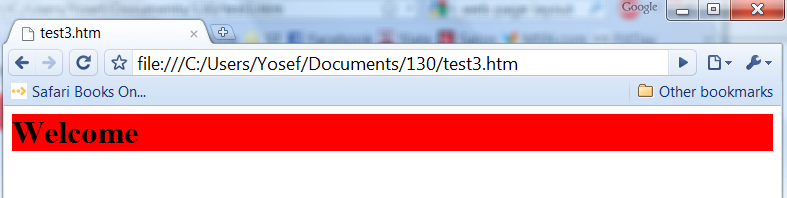 Google
test3.htm
file:///C:/Users/Yosef/Documents/130/test3.htm
Safari Books On...
Other bookmarks
Welcome